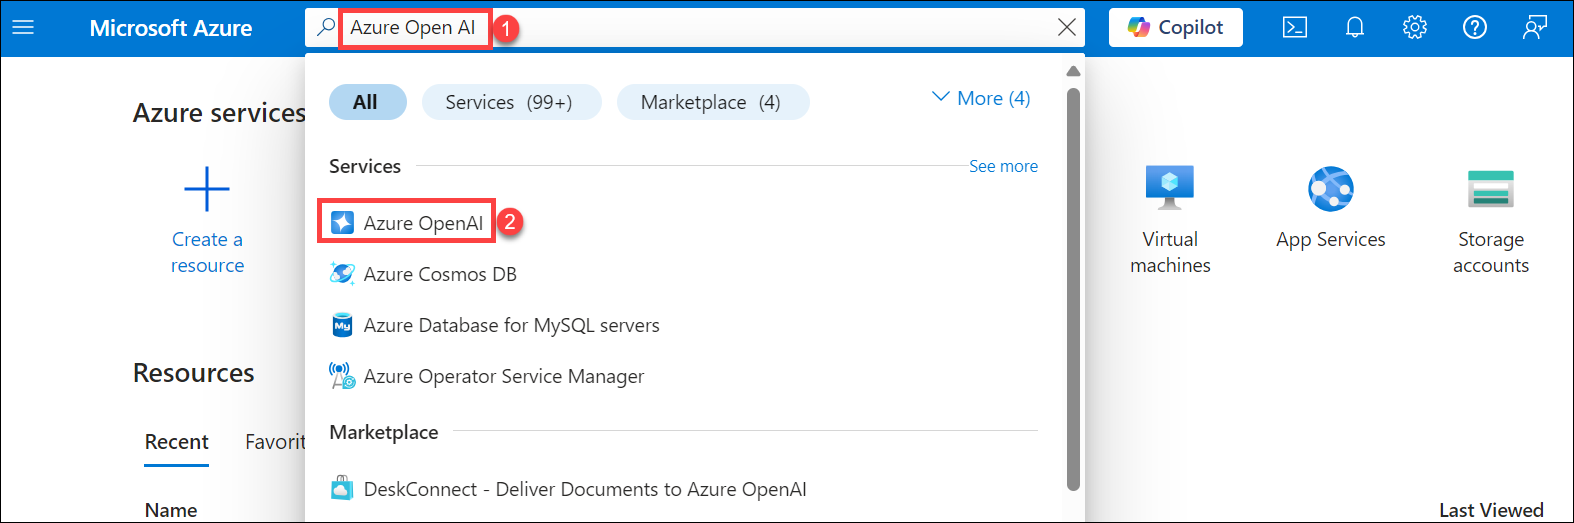 Microsoft Azure
Azure Open AI
1
Copilot
All
Services (99+)
Marketplace (4)
More (4)
Azure services
Services
See more
Create a
resource
Azure OpenAI
2
Azure Cosmos DB
My
Azure Database for MySQL servers
Azure Operator Service Manager
Virtual
machines
App Services
Storage
accounts
Resources
Recent
Favorit
Marketplace
DeskConnect - Deliver Documents to Azure OpenAI
Name
Last Viewed